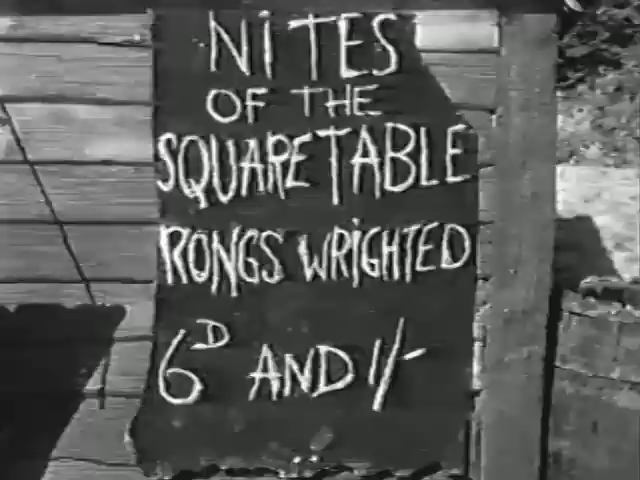 NiTES
OF THE
SQUARE TABLE
RONGS WRiGHTED
6D AND 1/-